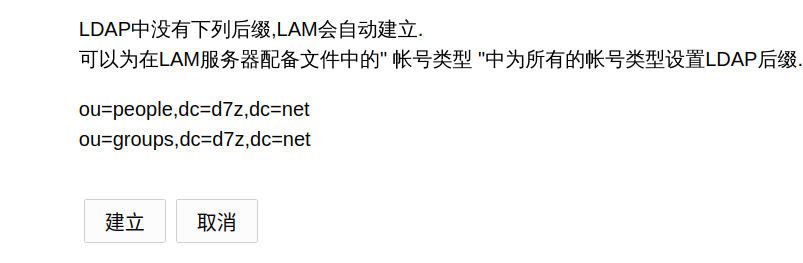 LDAP中没有下列后缀,LAM会自动建立.
可以为在LAM服务器配备文件中的" 帐号类型 "中为所有的帐号类型设置LDAP后缀.
ou=people,dc=d7z,dc=net
ou=groups,dc=d7z,dc=net
建立 取消